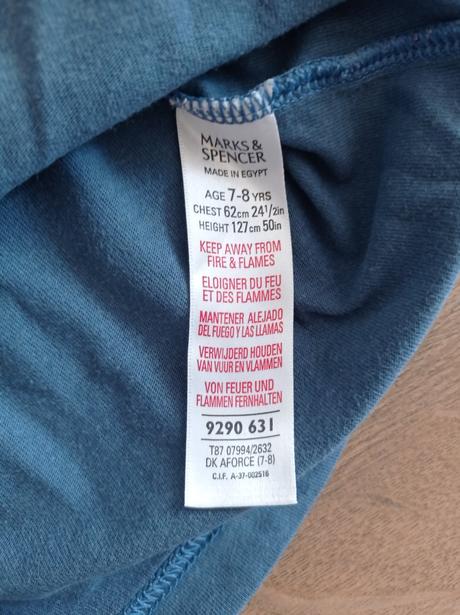 MARKS &
SPENCER
MADE IN EGYPT
AGE 7-8 YRS
CHEST 62cm 24 1/2in
HEIGHT 127cm 50in
KEEP AWAY FROM
FIRE & FLAMES
ELOIGNER DU FEU
ET DES FLAMMES
MANTENER ALEJADO
DEL FUEGO Y LAS LLAMAS
VERWIJDERD HOUDEN
VAN VUUR EN VLAMMEN
VON FEUER UND
FLAMMEN FERNHALTEN
9290 631
T87 07994/2632
DK AFORCE (7-8)
C.I.F. A-37-002516